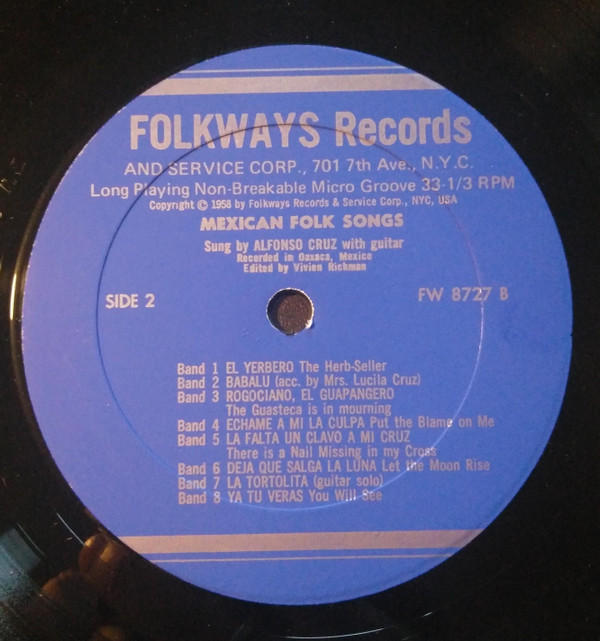 FOLKWAYS Records
AND SERVICE CORP., 701 7th Ave., N.Y.C.
Long Playing Non-Breakable Micro Groove 33-1/3 RPM
Copyright © 1958 by Folkways Records & Service Corp., NYC, USA
MEXICAN FOLK SONGS
Sung by ALFONSO CRUZ with guitar
Recorded in Oaxaca, Mexico
Edited by Vivien Richman
SIDE 2
FW 8727 B
Band 1 EL YERBERO The Herb-Seller
Band 2 BABALU (acc. by Mrs. Lucila Cruz)
Band 3 ROGOCIANO, EL GUAPANGERO
The Guasteca is in mourning
Band 4 ECHAME A MI LA CULPA Put the Blame on Me
Band 5 LA FALTA UN CLAVO A MI CRUZ
There is a Nail Missing in my Cross
Band 6 DEJA QUE SALGA LA LUNA Let the Moon Rise
Band 7 LA TORTOLITA (guitar solo)
Band 8 YA TU VERAS You Will See